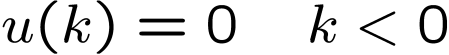 u(k) = 0 k < 0